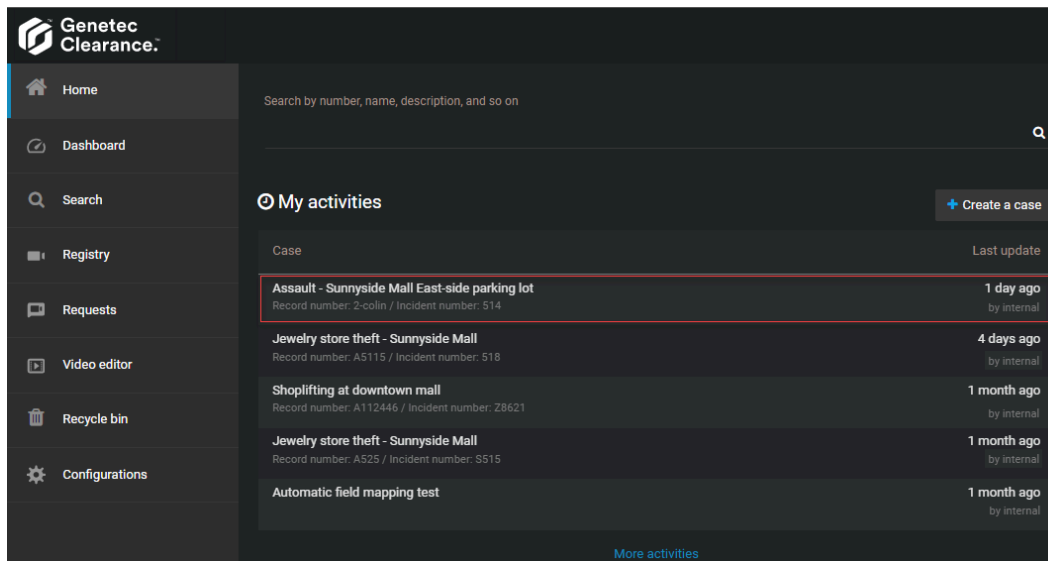 Genetec
Clearance.™
Home
Dashboard
Search
Registry
Requests
Video editor
Recycle bin
Configurations
Search by number, name, description, and so on
My activities
Create a case
Case Last update
Assault - Sunnyside Mall East-side parking lot 1 day ago
Record number: 2-colin / Incident number: 514 by internal
Jewelry store theft - Sunnyside Mall 4 days ago
Record number: A5115 / Incident number: 518 by internal
Shoplifting at downtown mall 1 month ago
Record number: A112446 / Incident number: Z8621 by internal
Jewelry store theft - Sunnyside Mall 1 month ago
Record number: A525 / Incident number: S515 by internal
Automatic field mapping test 1 month ago
by internal
More activities